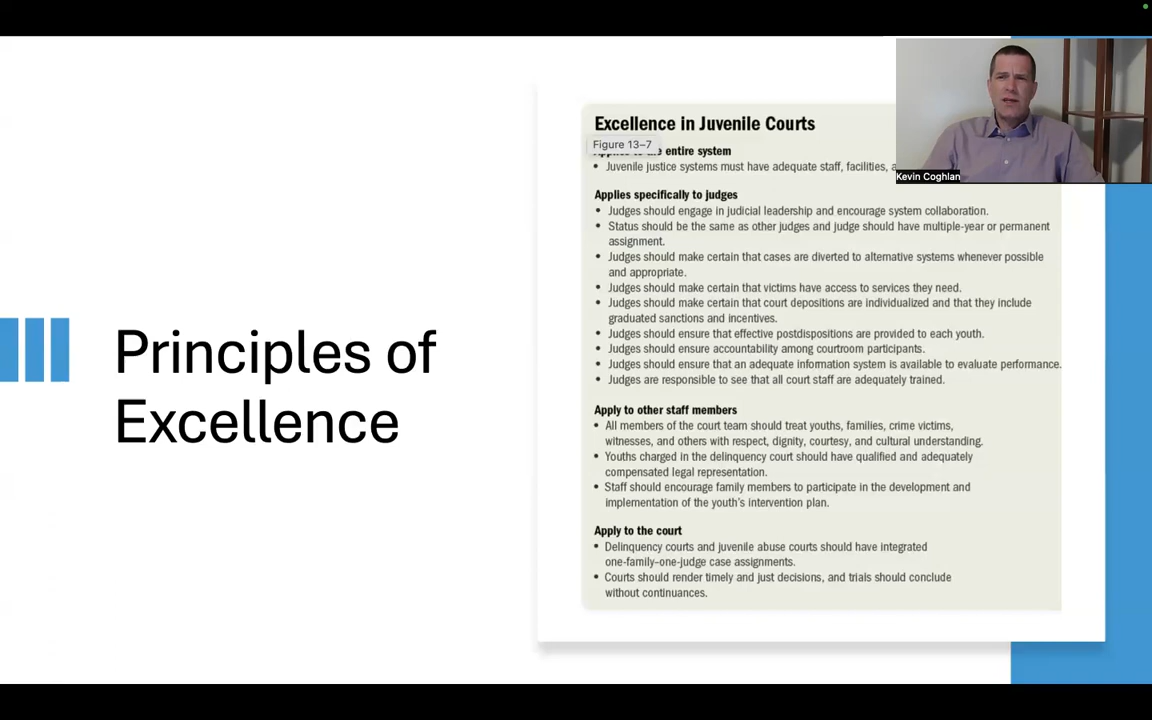 Principles of
Excellence
Excellence in Juvenile Courts
Figure 13–7
entire system
• Juvenile justice systems must have adequate staff, facilities,
Applies specifically to judges
• Judges should engage in judicial leadership and encourage system collaboration.
• Status should be the same as other judges and judge should have multiple-year or permanent
assignment.
• Judges should make certain that cases are diverted to alternative systems whenever possible
and appropriate.
• Judges should make certain that victims have access to services they need.
• Judges should make certain that court depositions are individualized and that they include
graduated sanctions and incentives.
• Judges should ensure that effective postdispositions are provided to each youth.
• Judges should ensure accountability among courtroom participants.
• Judges should ensure that an adequate information system is available to evaluate performance.
• Judges are responsible to see that all court staff are adequately trained.
Apply to other staff members
• All members of the court team should treat youths, families, crime victims,
witnesses, and others with respect, dignity, courtesy, and cultural understanding.
• Youths charged in the delinquency court should have qualified and adequately
compensated legal representation.
• Staff should encourage family members to participate in the development and
implementation of the youth's intervention plan.
Apply to the court
• Delinquency courts and juvenile abuse courts should have integrated
one-family–one-judge case assignments.
• Courts should render timely and just decisions, and trials should conclude
without continuances.
Kevin Coghlan